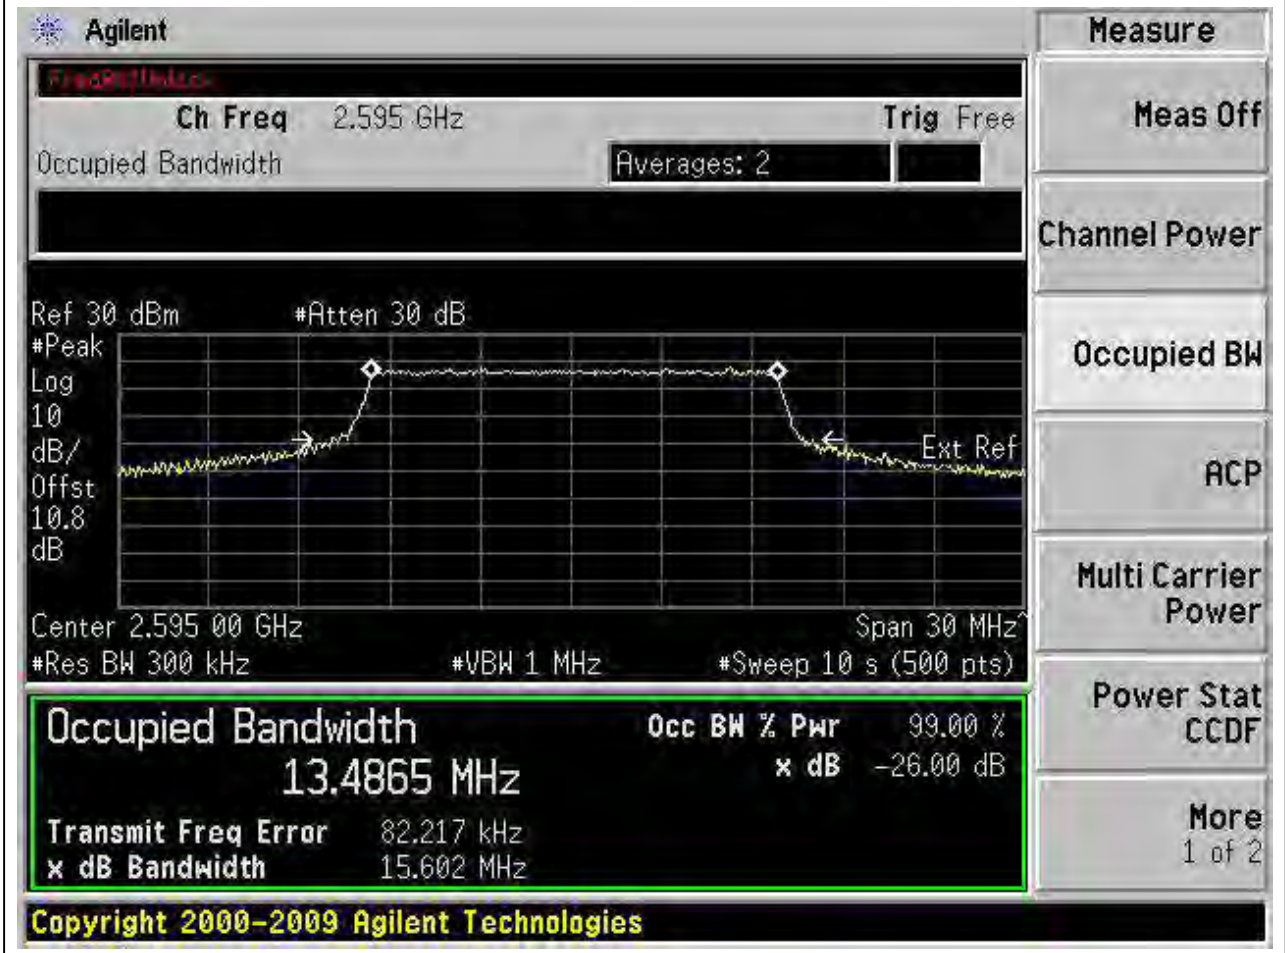 Agilent
Measure
Ch Freq 2.595 GHz Trig Free
Meas Off
Occupied Bandwidth Averages: 2
Channel Power
Ref 30 dBm #Atten 30 dB
#Peak
Occupied BW
Log
10
dB/
Ext Ref
ACP
Offst
10.8
dB
Multi Carrier
Power
Center 2.595 00 GHz Span 30 MHz^
#Res BW 300 kHz #VBW 1 MHz #Sweep 10 s (500 pts)
Power Stat
CCDF
Occupied Bandwidth Occ BW % Pwr 99.00 %
13.4865 MHz x dB -26.00 dB
Transmit Freq Error 82.217 kHz
x dB Bandwidth 15.602 MHz
More
1 of 2
Copyright 2000-2009 Agilent Technologies